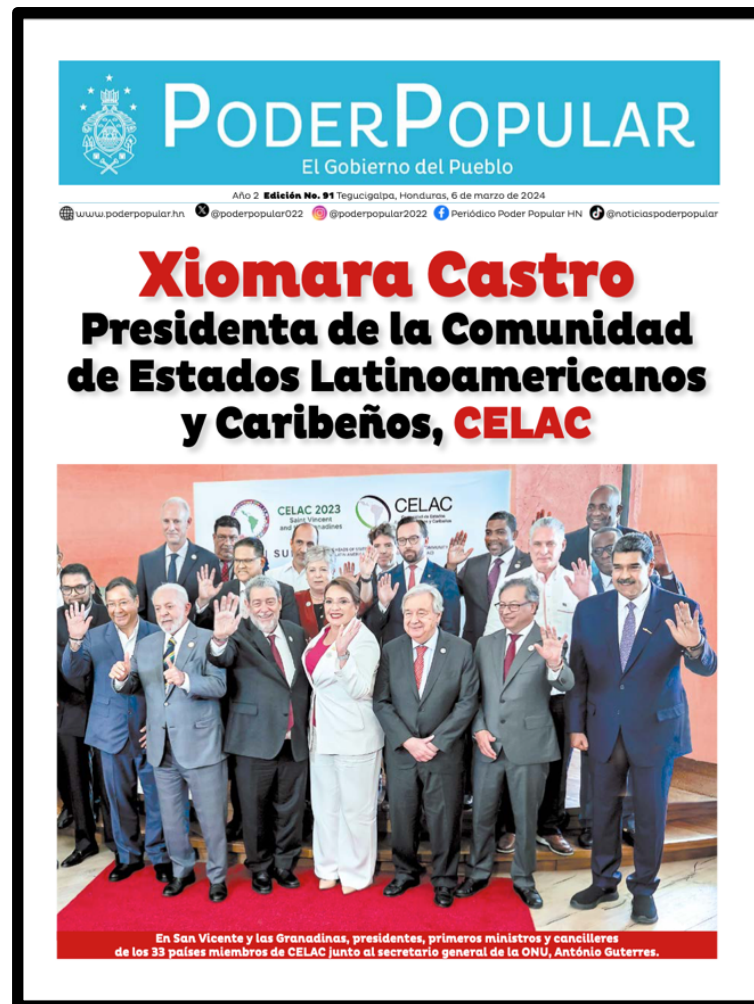 PODERPOPULAR
El Gobierno del Pueblo
Año 2 Edición No. 91 Tegucigalpa, Honduras, 6 de marzo de 2024
www.poderpopular.hn @poderpopular022 @poderpopular2022 Periódico Poder Popular HN @noticiaspoderpopular
Xiomara Castro
Presidenta de la Comunidad
de Estados Latinoamericanos
y Caribeños, CELAC
CELAC 2023
Saint Vincent
CELAC
En San Vicente y las Granadinas, presidentes, primeros ministros y cancilleres
de los 33 países miembros de CELAC junto al secretario general de la ONU, António Guterres.